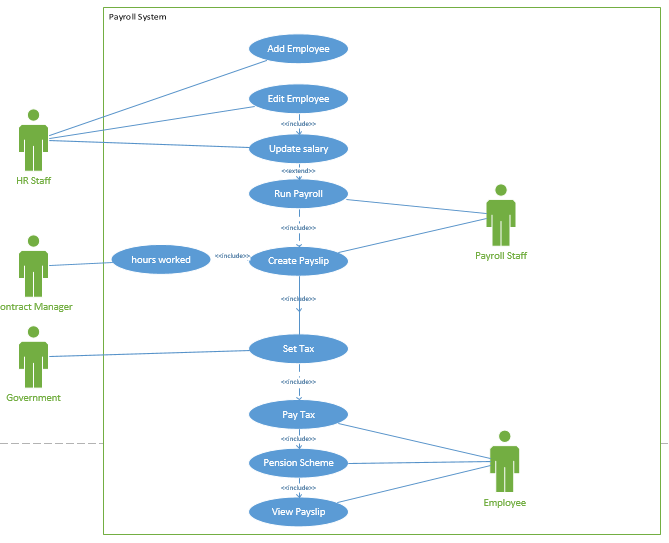 Payroll System
Add Employee
Edit Employee
<<include>>
Update salary
HR Staff
<<extend>>
Run Payroll
<<include>>
Payroll Staff
hours worked
<<include>>
Create Payslip
ontract Manager
<<include>>
Set Tax
Government
<<include>>
Pay Tax
<<include>>
Pension Scheme
<<include>>
View Payslip
Employee